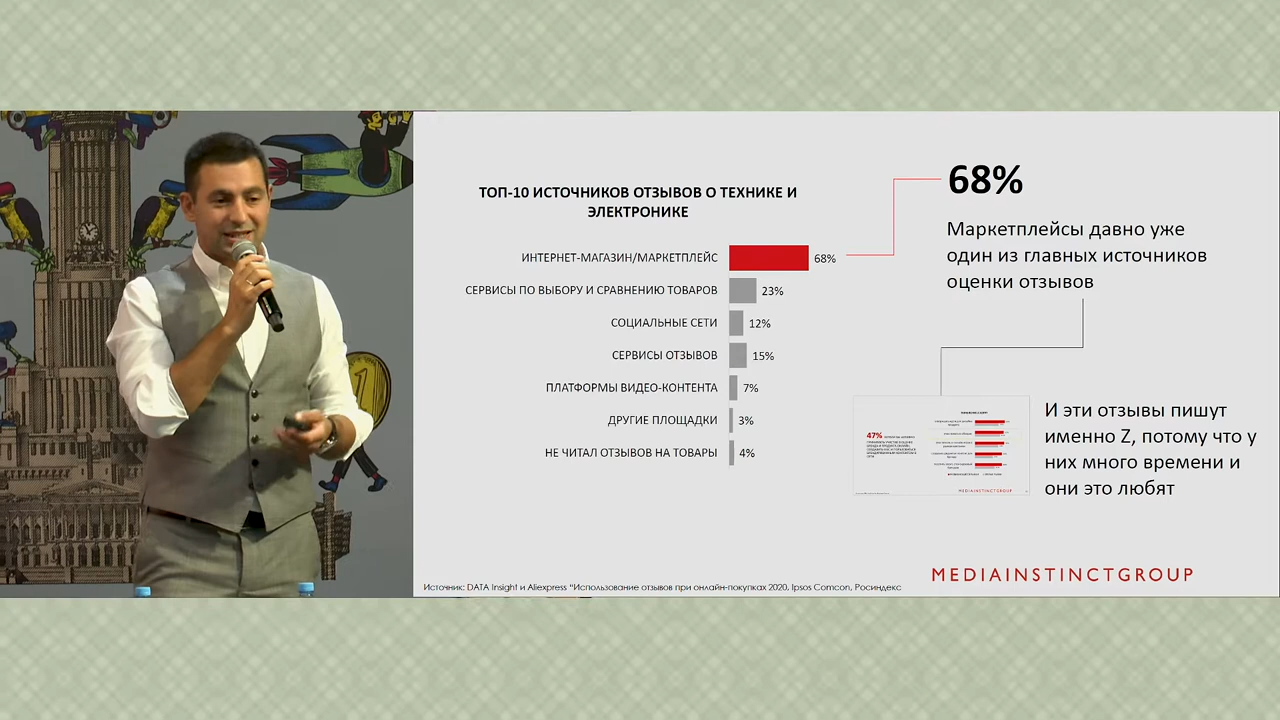 ТОП-10 ИСТОЧНИКОВ ОТЗЫВОВ О ТЕХНИКЕ И
ЭЛЕКТРОНИКЕ
ИНТЕРНЕТ-МАГАЗИН/МАРКЕТПЛЕЙС 68%
СЕРВИСЫ ПО ВЫБОРУ И СРАВНЕНИЮ ТОВАРОВ 23%
СОЦИАЛЬНЫЕ СЕТИ 12%
СЕРВИСЫ ОТЗЫВОВ 15%
ПЛАТФОРМЫ ВИДЕО-КОНТЕНТА 7%
ДРУГИЕ ПЛОЩАДКИ 3%
НЕ ЧИТАЛ ОТЗЫВОВ НА ТОВАРЫ 4%
68%
Маркетплейсы давно уже
один из главных источников
оценки отзывов
47%
MEDIAINSTINCTGROUP
И эти отзывы пишут
именно Z, потому что у
них много времени и
они это любят
MEDIAINSTINCTGROUP
Источник: DATA Insight и Aliexpress "Использование отзывов при онлайн-покупках 2020, Ipsos Comcon, Росиндекс